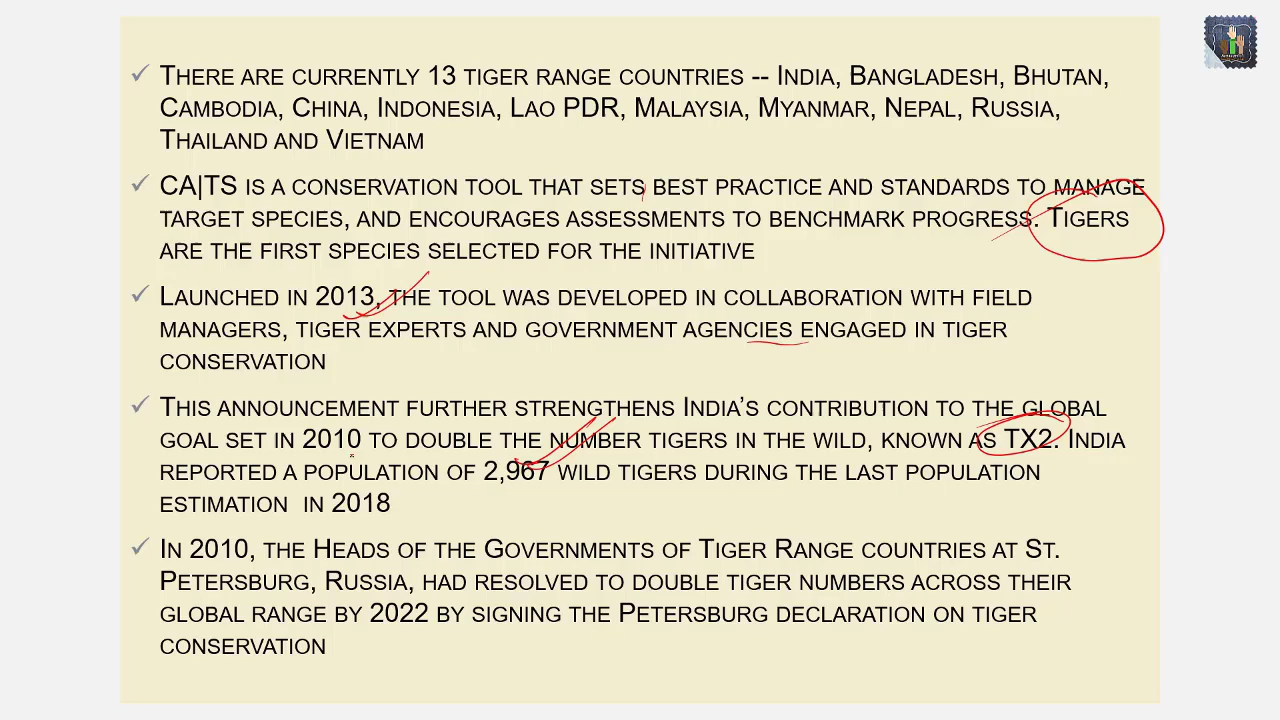 There are currently 13 tiger range countries -- India, Bangladesh, Bhutan,
Cambodia, China, Indonesia, Lao PDR, Malaysia, Myanmar, Nepal, Russia,
Thailand and Vietnam
CA|TS is a conservation tool that sets best practice and standards to manage
target species, and encourages assessments to benchmark progress. Tigers
are the first species selected for the initiative
Launched in 2013, the tool was developed in collaboration with field
managers, tiger experts and government agencies engaged in tiger
conservation
This announcement further strengthens India's contribution to the global
goal set in 2010 to double the number tigers in the wild, known as TX2. India
reported a population of 2,967 wild tigers during the last population
estimation in 2018
In 2010, the Heads of the Governments of Tiger Range countries at St.
Petersburg, Russia, had resolved to double tiger numbers across their
global range by 2022 by signing the Petersburg declaration on tiger
conservation